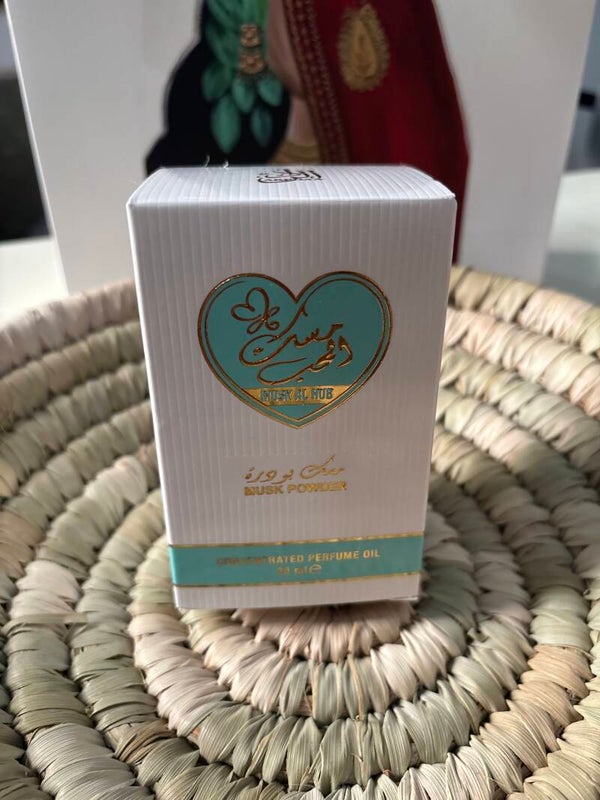 مسك
الحب
MUSK AL HUB
مسك بودرة
MUSK POWDER
CONCENTRATED PERFUME OIL